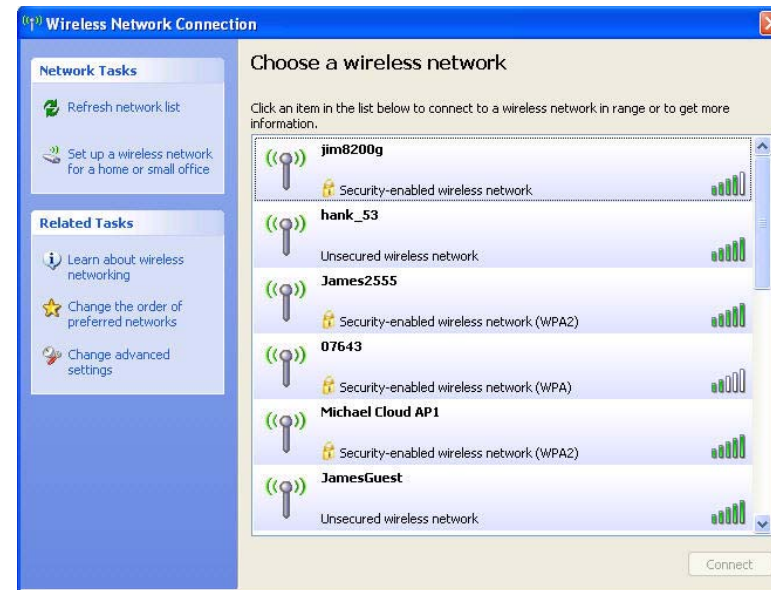 Wireless Network Connection
Network Tasks
Refresh network list
Set up a wireless network
for a home or small office
Related Tasks
Learn about wireless
networking
Change the order of
preferred networks
Change advanced
settings
Choose a wireless network
Click an item in the list below to connect to a wireless network in range or to get more
information.
jim8200g
Security-enabled wireless network
hank_53
Unsecured wireless network
James2555
Security-enabled wireless network (WPA2)
07643
Security-enabled wireless network (WPA)
Michael Cloud AP1
Security-enabled wireless network (WPA2)
JamesGuest
Unsecured wireless network
Connect